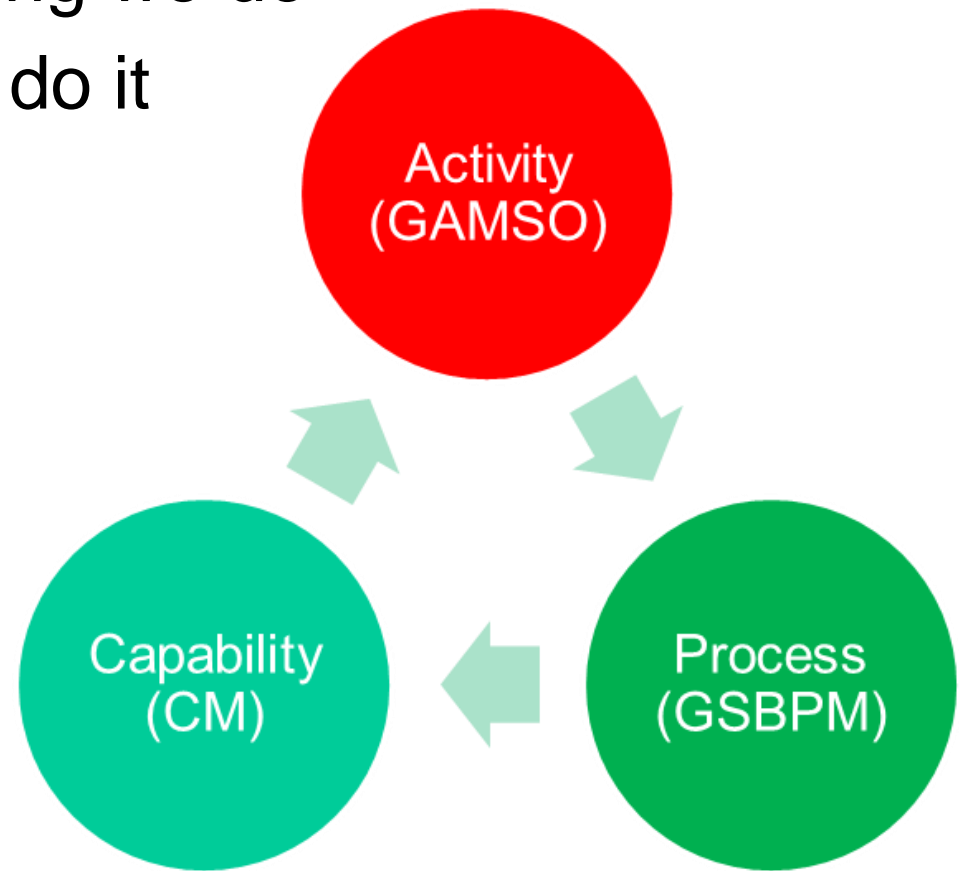 do it
Activity
(GAMSO)
Capability
(CM)
Process
(GSBPM)